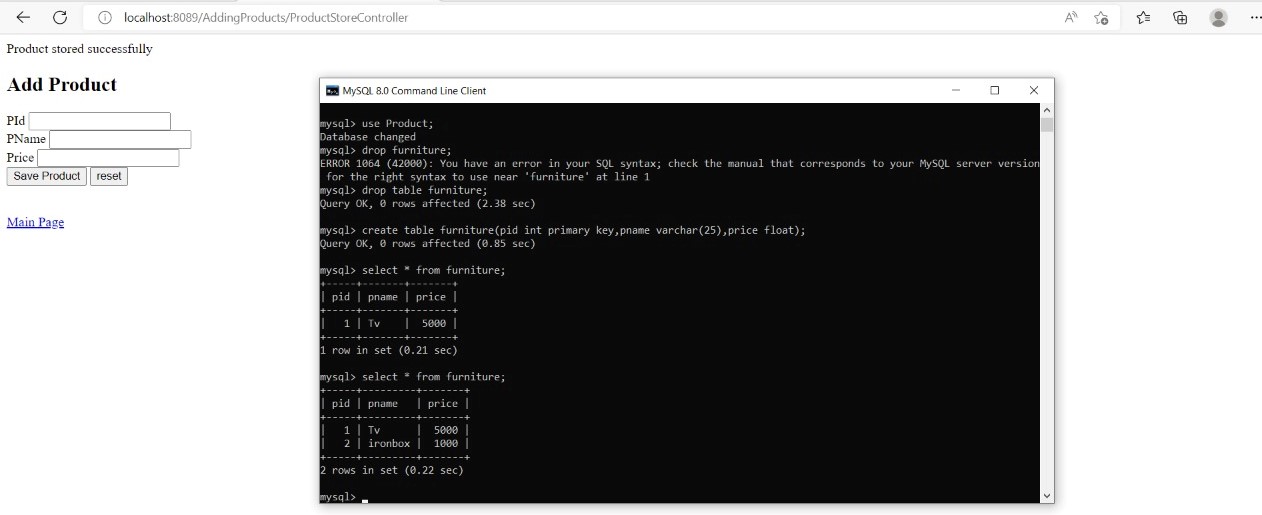 localhost:8089/AddingProducts/ProductStoreController
Product stored successfully
Add Product
PId
PName
Price
Save Product reset
Main Page
MySQL 8.0 Command Line Client
mysql> use Product;
Database changed
mysql> drop furniture;
ERROR 1064 (42000): You have an error in your SQL syntax; check the manual that corresponds to your MySQL server version
for the right syntax to use near 'furniture' at line 1
mysql> drop table furniture;
Query OK, 0 rows affected (2.38 sec)
mysql> create table furniture(pid int primary key,pname varchar(25),price float);
Query OK, 0 rows affected (0.85 sec)
mysql> select * from furniture;
+-----+-------+-------+
| pid | pname | price |
+-----+-------+-------+
|   1 | Tv    |  5000 |
+-----+-------+-------+
1 row in set (0.21 sec)
mysql> select * from furniture;
+-----+---------+-------+
| pid | pname   | price |
+-----+---------+-------+
|   1 | Tv      |  5000 |
|   2 | ironbox |  1000 |
+-----+---------+-------+
2 rows in set (0.22 sec)
mysql>